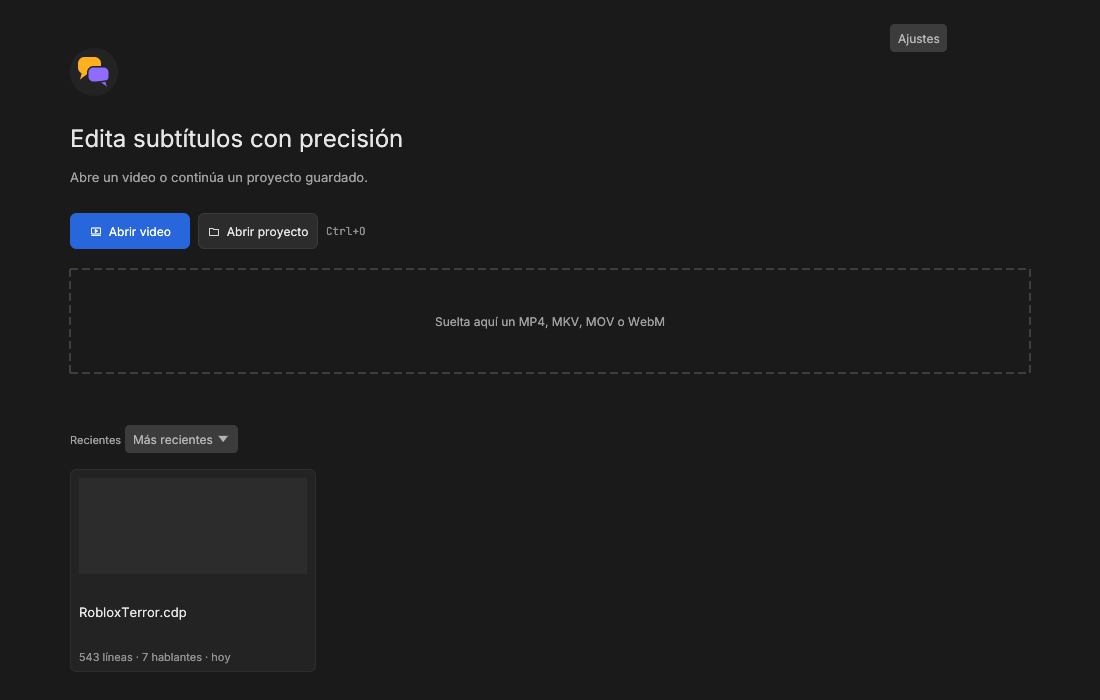 Ajustes
Edita subtítulos con precisión
Abre un video o continúa un proyecto guardado.
Abrir video Abrir proyecto Ctrl+O
Suelta aquí un MP4, MKV, MOV o WebM
Recientes Más recientes
RobloxTerror.cdp
543 líneas · 7 hablantes · hoy